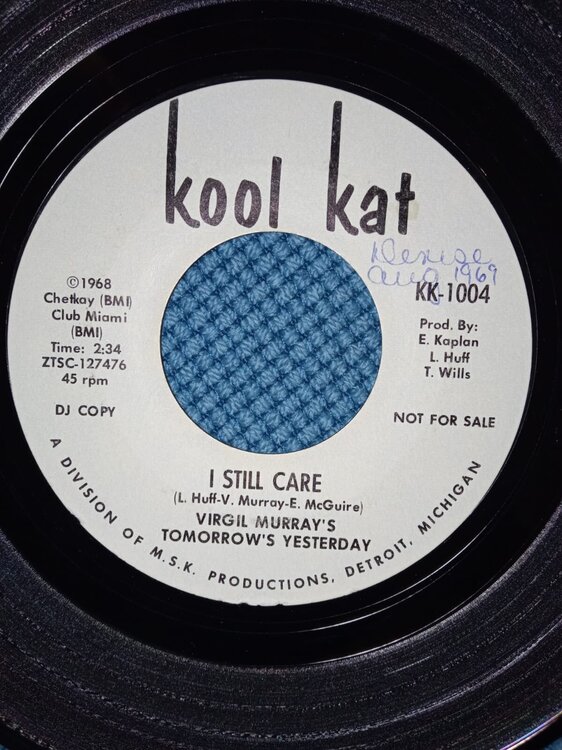 kool kat
Denise
Aug 1969
©1968
Chetkay (BMI)
Club Miami
(BMI)
Time: 2:34
ZTSC-127476
45 rpm
DJ COPY
KK-1004
Prod. By:
E. Kaplan
L. Huff
T. Wills
NOT FOR SALE
I STILL CARE
(L. Huff-V. Murray-E. McGuire)
VIRGIL MURRAY'S
TOMORROW'S YESTERDAY
A DIVISION OF M.S.K. PRODUCTIONS, DETROIT, MICHIGAN